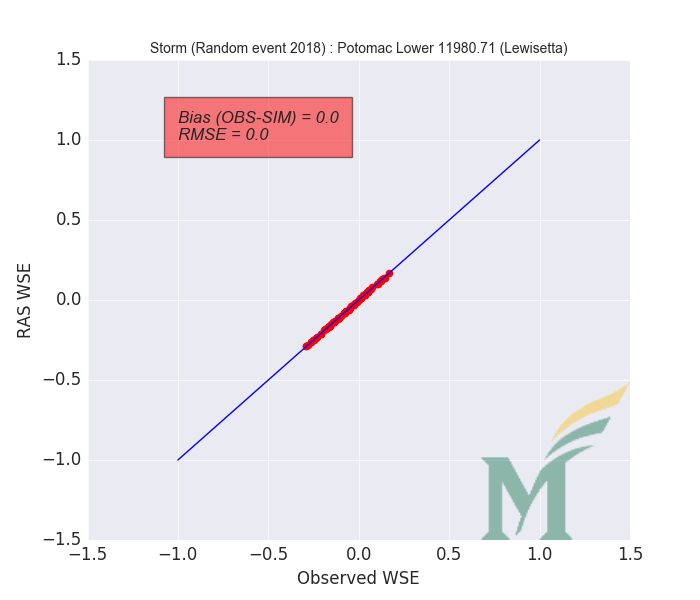 Storm (Random event 2018) : Potomac Lower 11980.71 (Lewisetta)
1.5
Bias (OBS-SIM) = 0.0
RMSE = 0.0
1.0
0.5
0.0
−0.5
−1.0
−1.5
RAS WSE
M
−1.5 −1.0 −0.5 0.0 0.5 1.0 1.5
Observed WSE